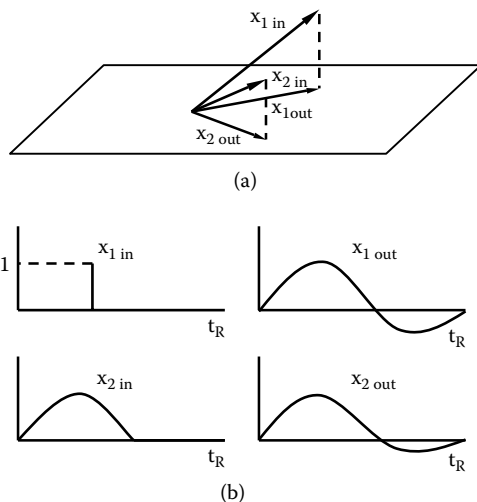 x1 in
x2 in
x1out
x2 out
(a)
1
x1 in
tR
x1 out
tR
x2 in
tR
x2 out
tR
(b)